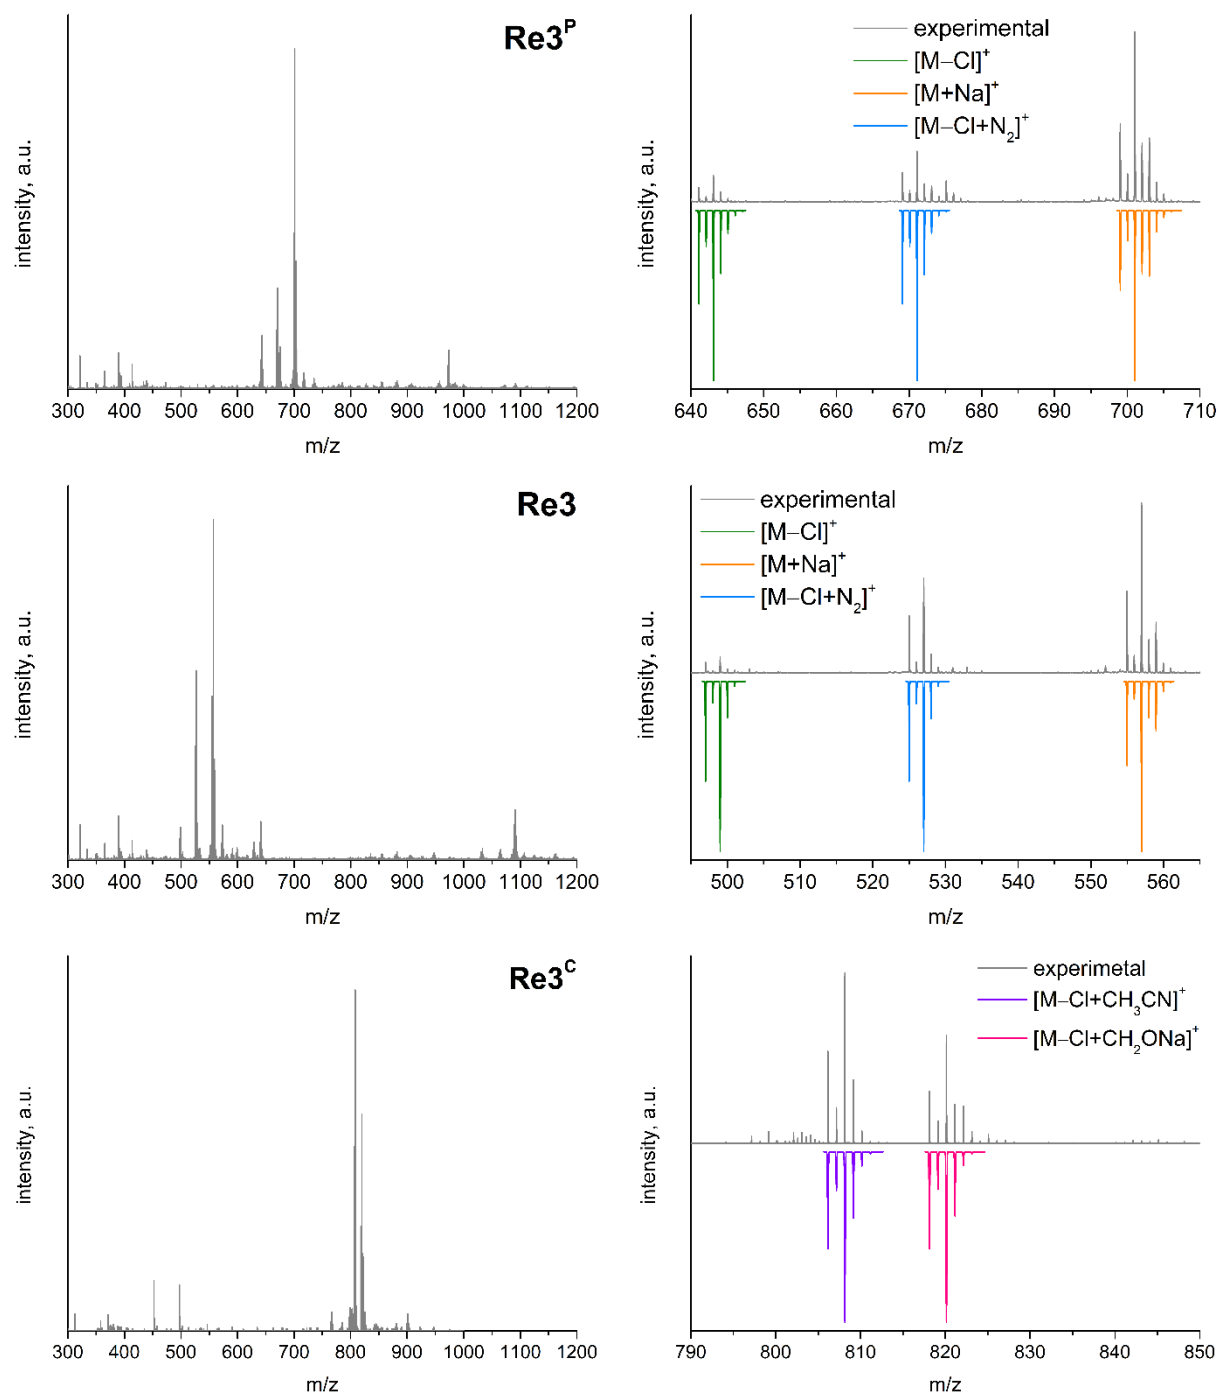 Re3ᴾ
intensity, a.u.
300 400 500 600 700 800 900 1000 1100 1200
m/z
experimental
[M−Cl]⁺
[M+Na]⁺
[M−Cl+N₂]⁺
intensity, a.u.
640 650 660 670 680 690 700 710
m/z
Re3
intensity, a.u.
300 400 500 600 700 800 900 1000 1100 1200
m/z
experimental
[M−Cl]⁺
[M+Na]⁺
[M−Cl+N₂]⁺
intensity, a.u.
500 510 520 530 540 550 560
m/z
Re3ᶜ
intensity, a.u.
300 400 500 600 700 800 900 1000 1100 1200
m/z
experimetal
[M−Cl+CH₃CN]⁺
[M−Cl+CH₂ONa]⁺
intensity, a.u.
790 800 810 820 830 840 850
m/z